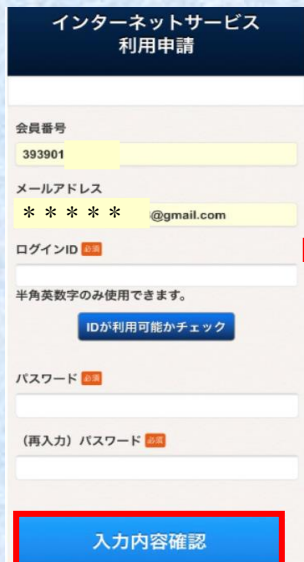 インターネットサービス
利用申請
会員番号
393901
メールアドレス
＊＊＊＊＊ @gmail.com
ログインID 必須
半角英数字のみ使用できます。
IDが利用可能かチェック
パスワード 必須
（再入力）パスワード 必須
入力内容確認